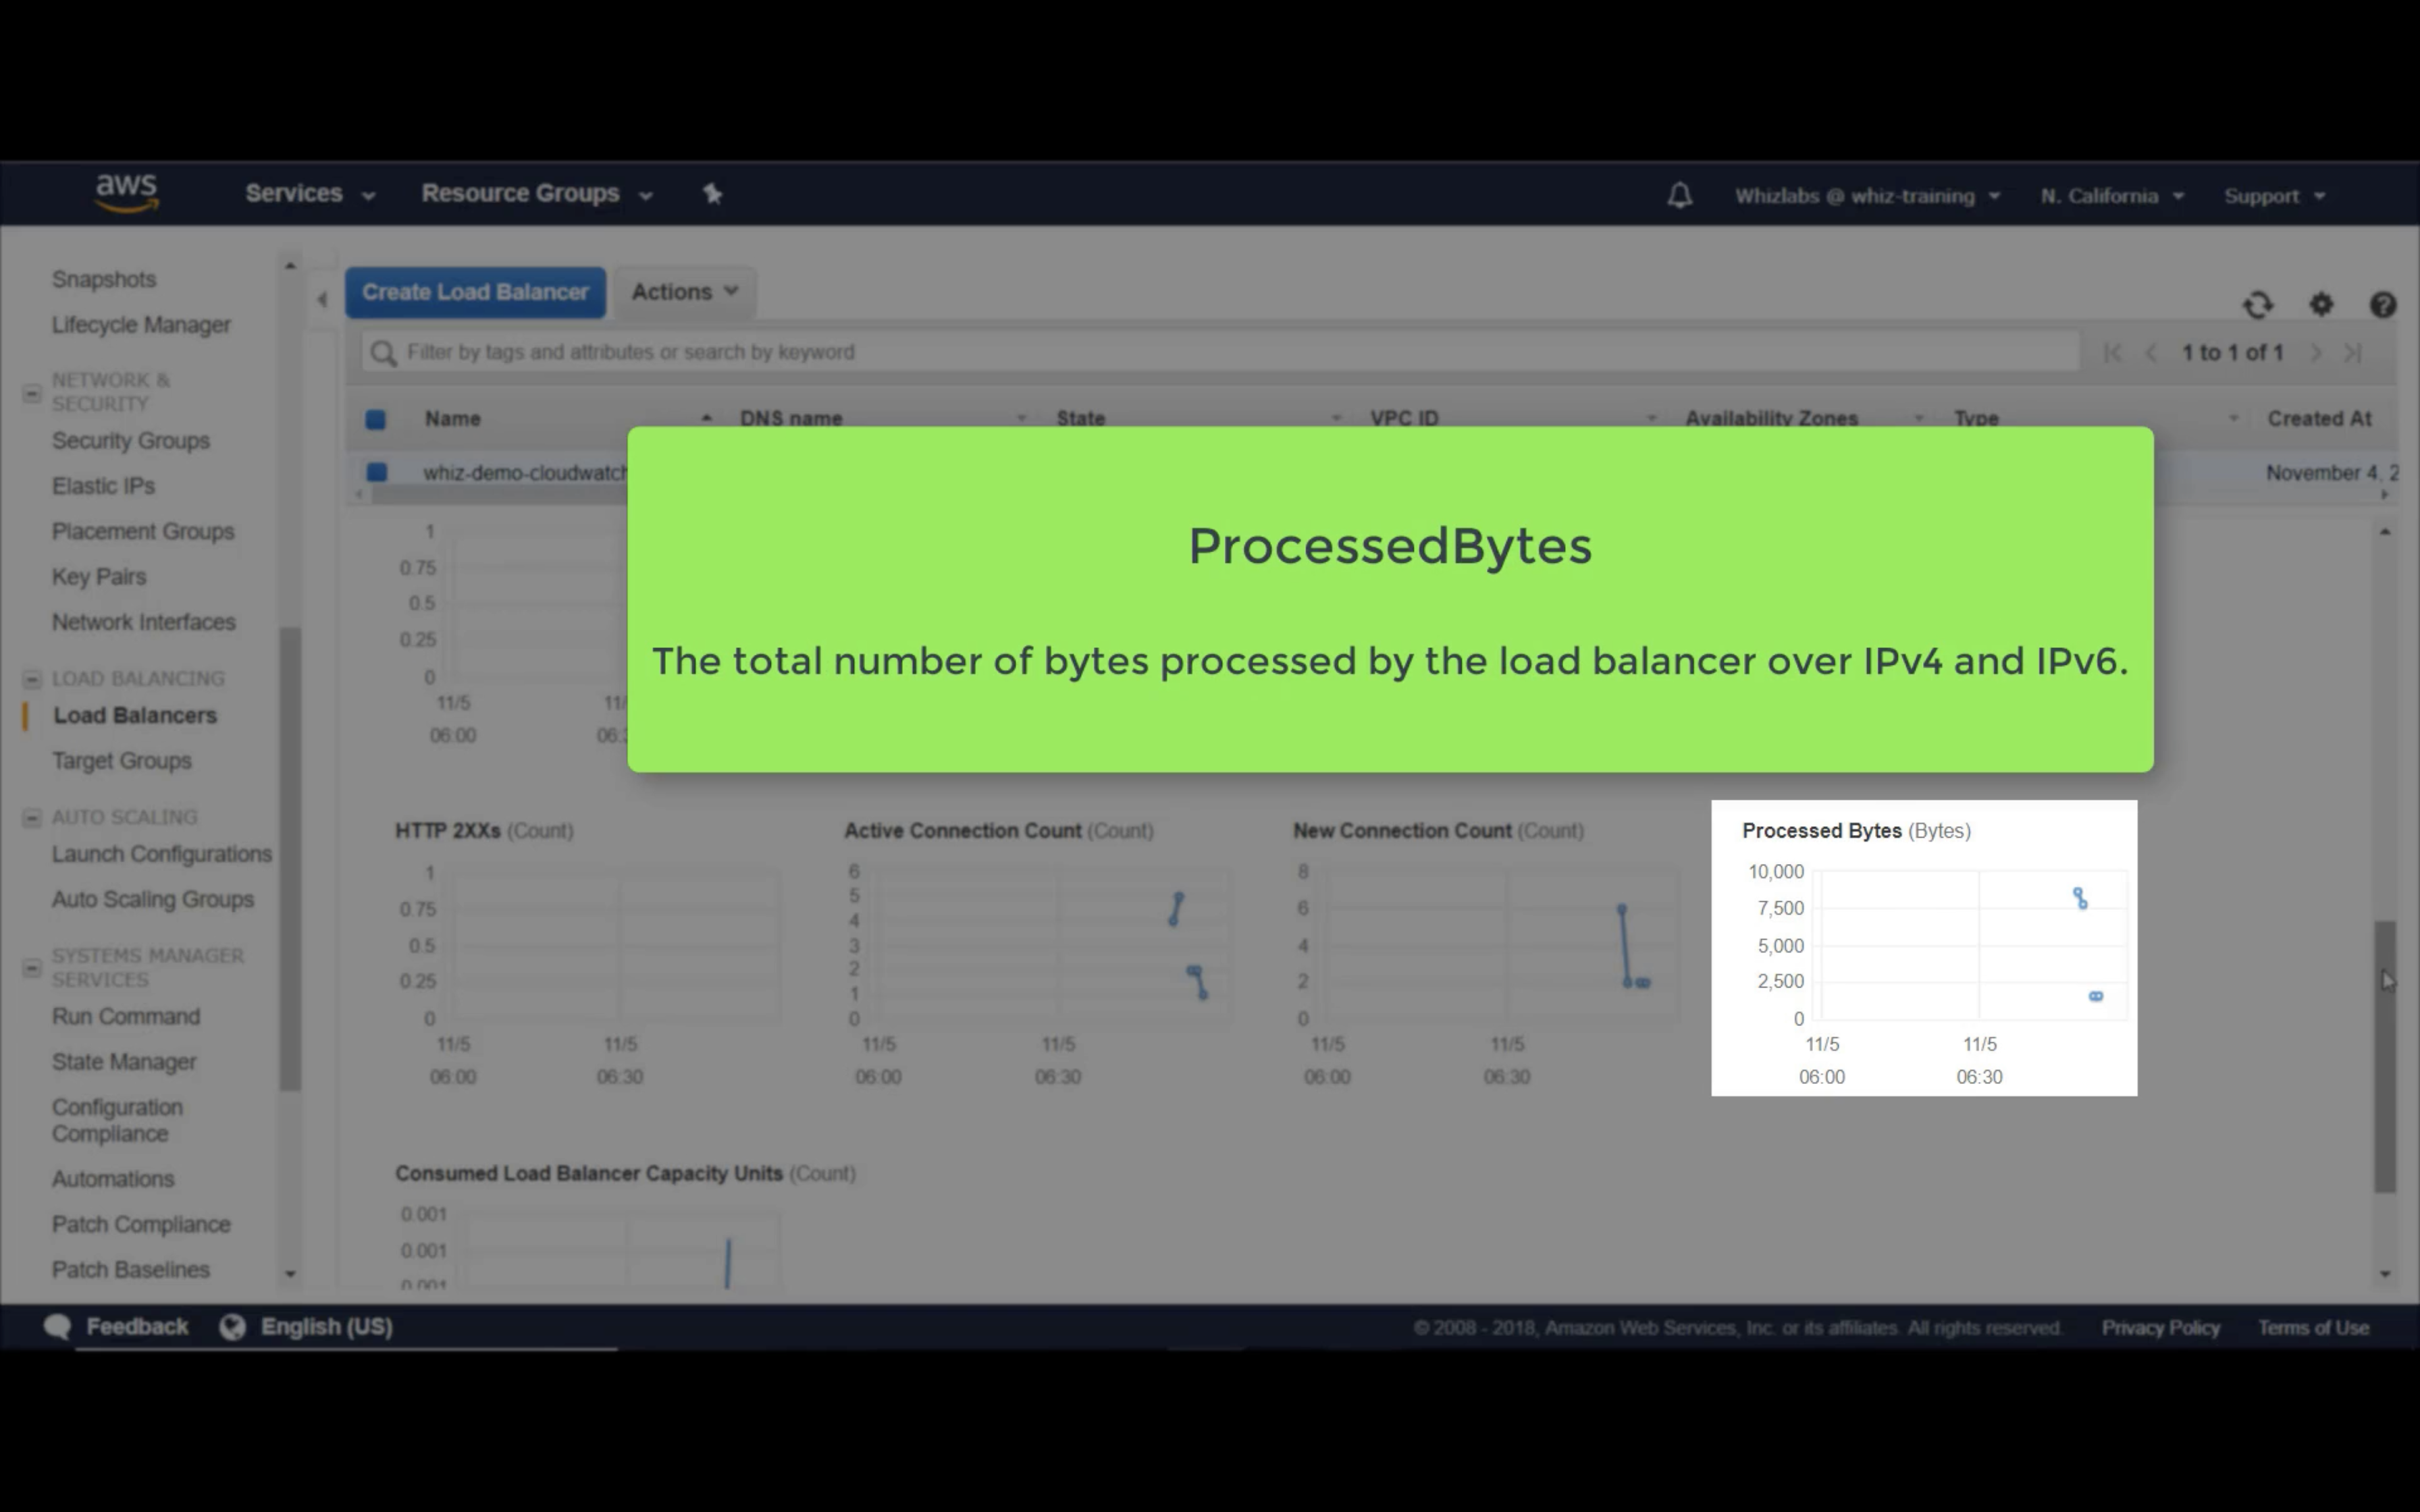 aws
Services
Resource Groups
Whizlabs @ whiz-training
N. California
Support
Snapshots
Lifecycle Manager
NETWORK &
SECURITY
Security Groups
Elastic IPs
Placement Groups
Key Pairs
Network Interfaces
LOAD BALANCING
Load Balancers
Target Groups
AUTO SCALING
Launch Configurations
Auto Scaling Groups
SYSTEMS MANAGER
SERVICES
Run Command
State Manager
Configuration
Compliance
Automations
Patch Compliance
Patch Baselines
Create Load Balancer
Actions
Filter by tags and attributes or search by keyword
1 to 1 of 1
Name
DNS name
State
VPC ID
Availability Zones
Type
Created At
whiz-demo-cloudwatch
November 4, 2
ProcessedBytes
The total number of bytes processed by the load balancer over IPv4 and IPv6.
1
0.75
0.5
0.25
0
11/5
06:00
HTTP 2XXs (Count)
1
0.75
0.5
0.25
0
11/5 11/5
06:00 06:30
Active Connection Count (Count)
6
5
4
3
2
1
0
11/5 11/5
06:00 06:30
New Connection Count (Count)
8
6
4
2
0
11/5 11/5
06:00 06:30
Processed Bytes (Bytes)
10,000
7,500
5,000
2,500
0
11/5 11/5
06:00 06:30
Consumed Load Balancer Capacity Units (Count)
0.001
0.001
0.001
Feedback
English (US)
© 2008 - 2018, Amazon Web Services, Inc. or its affiliates. All rights reserved.
Privacy Policy
Terms of Use